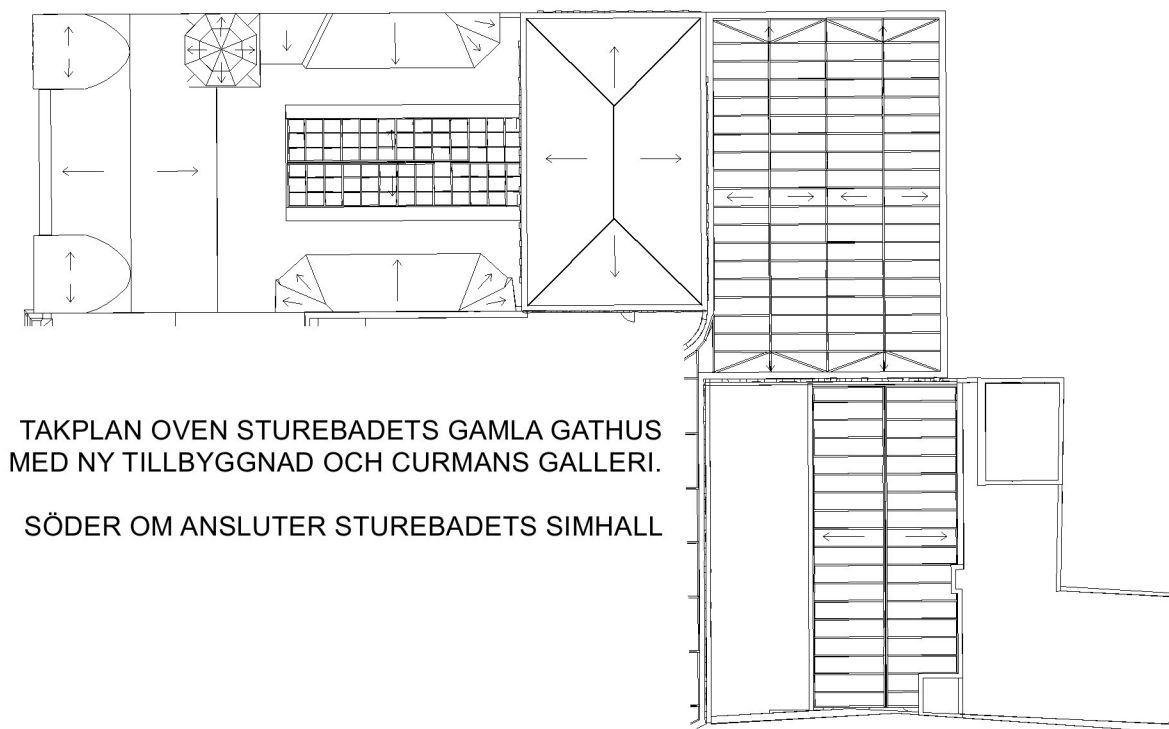 TAKPLAN OVEN STUREBADETS GAMLA GATHUS
MED NY TILLBYGGNAD OCH CURMANS GALLERI.
SÖDER OM ANSLUTER STUREBADETS SIMHALL